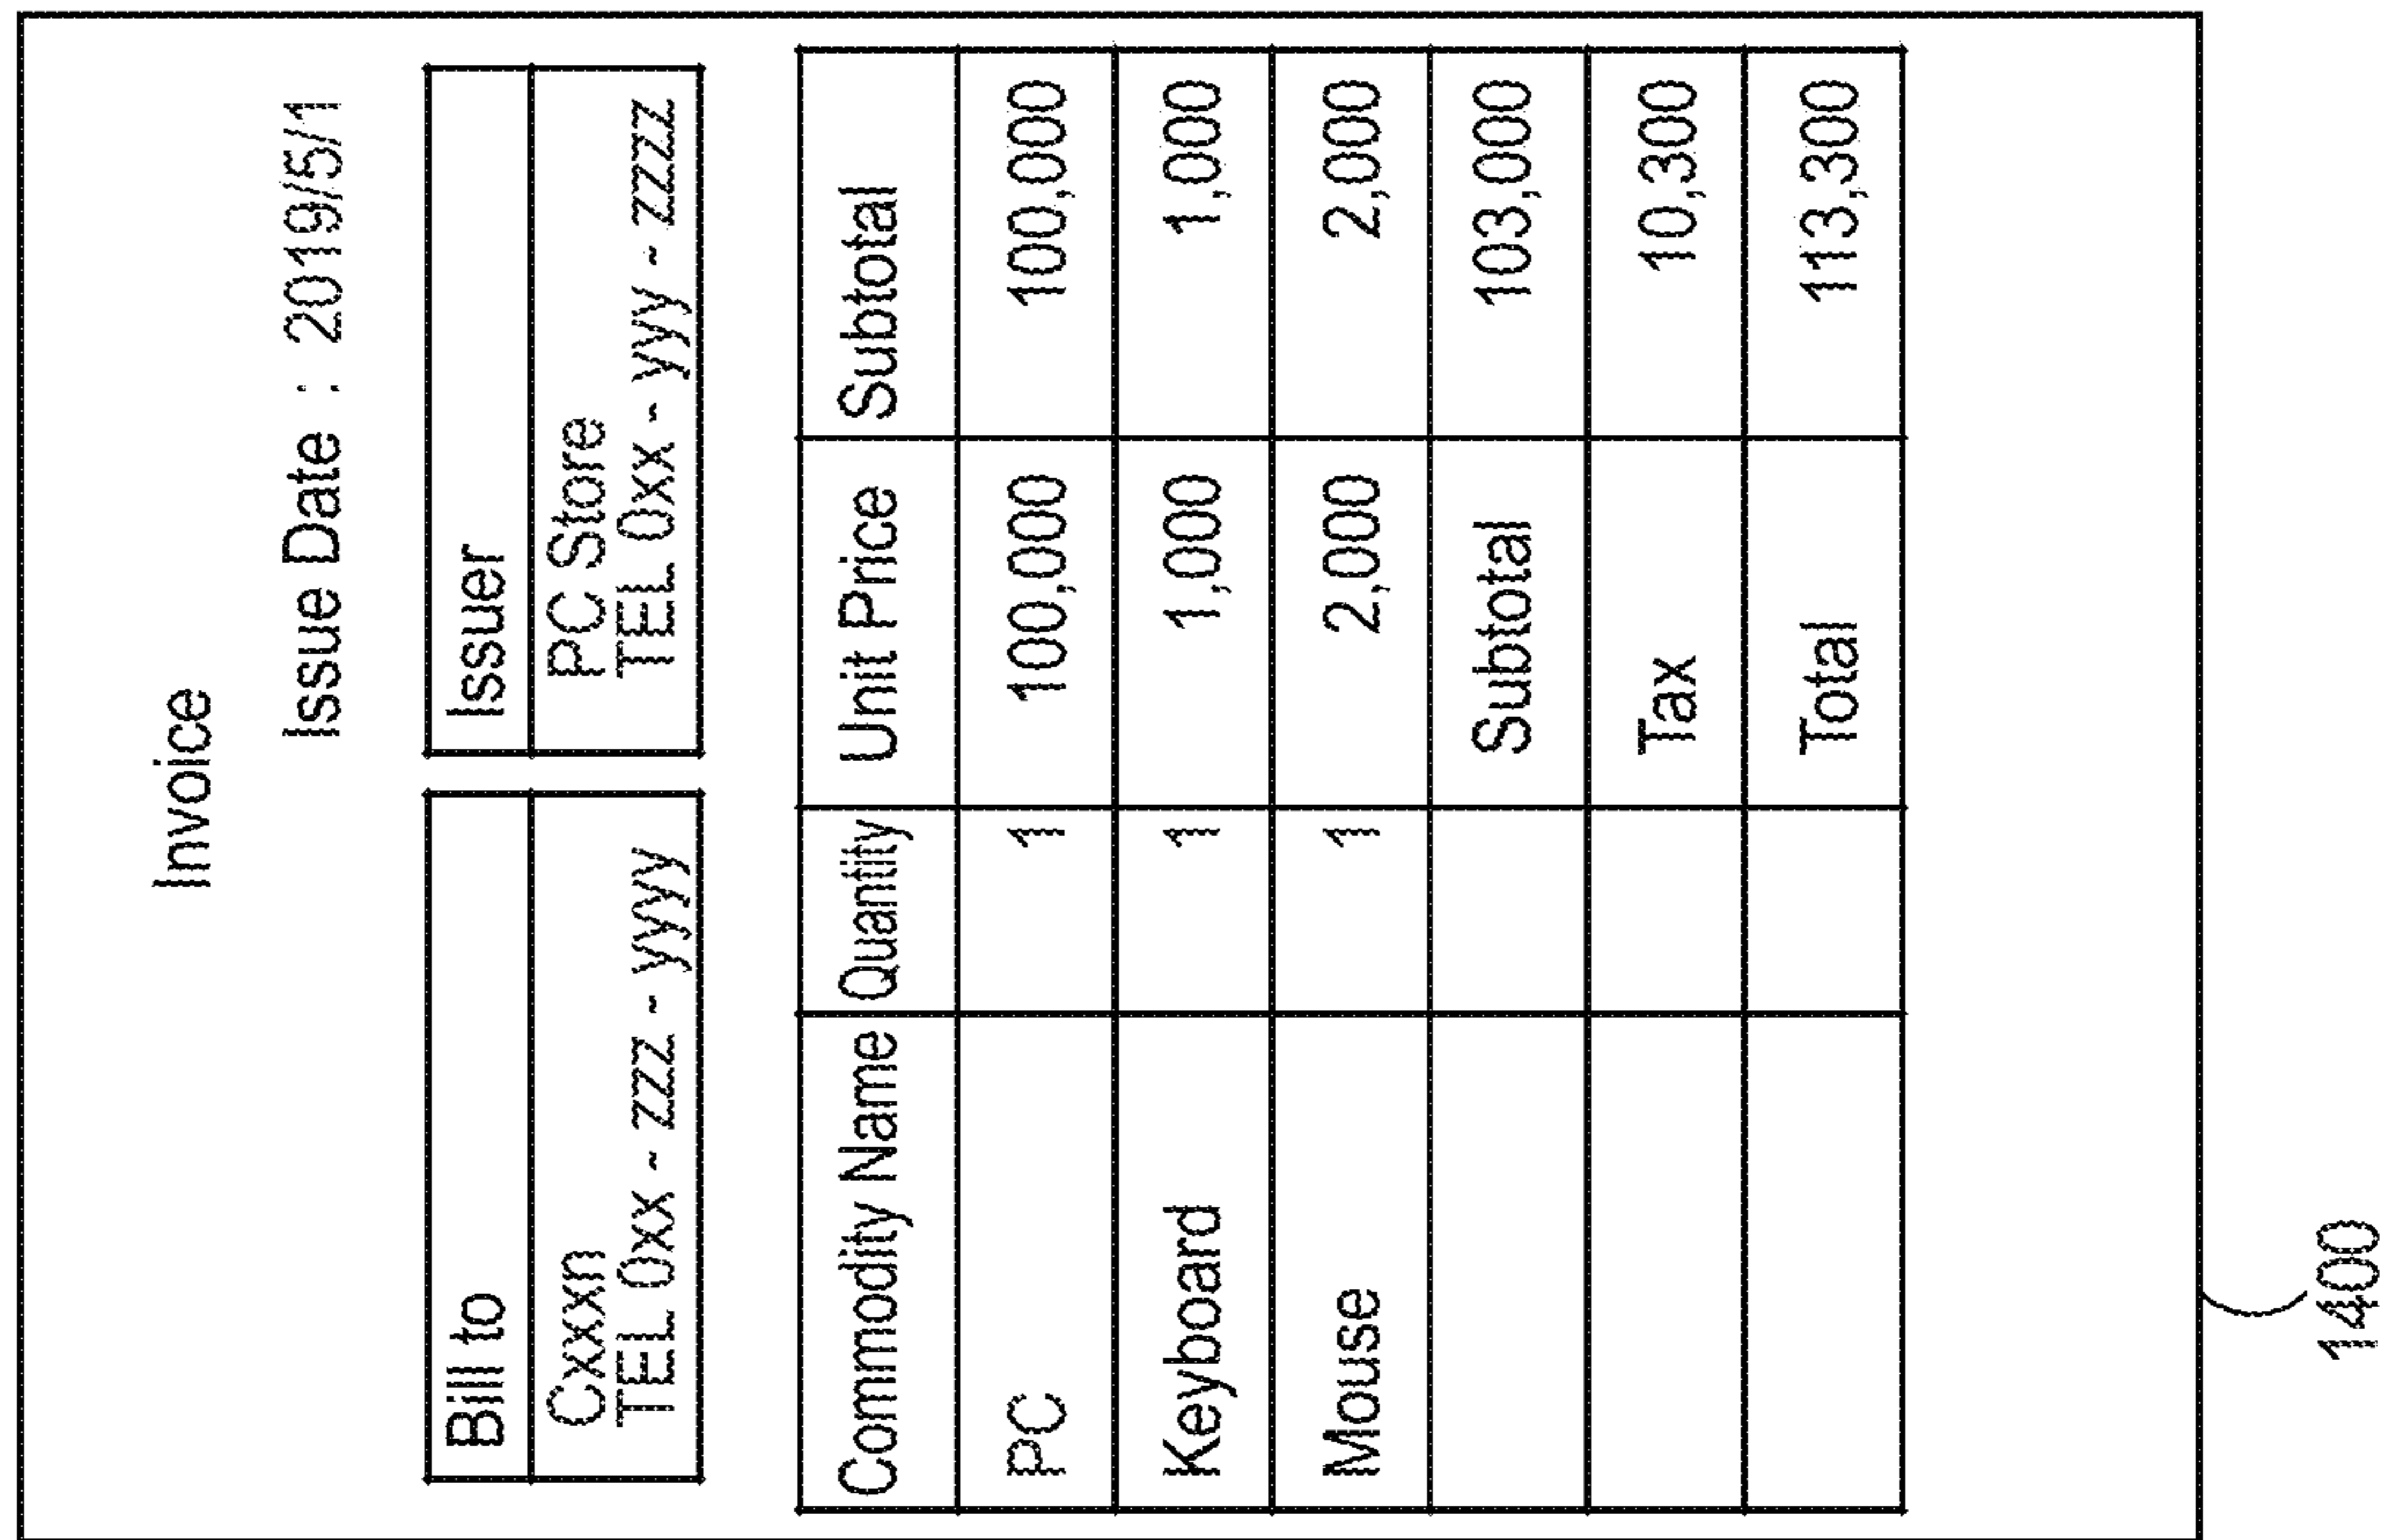 Invoice
Issue Date : 2019/5/1
Bill to
Cxxxn
TEL 0xx - zzz - yyyy
Issuer
PC Store
TEL 0xx - yyy - zzzz
Commodity Name Quantity Unit Price Subtotal
PC 1 100,000 100,000
Keyboard 1 1,000 1,000
Mouse 1 2,000 2,000
Subtotal 103,000
Tax 10,300
Total 113,300
1400